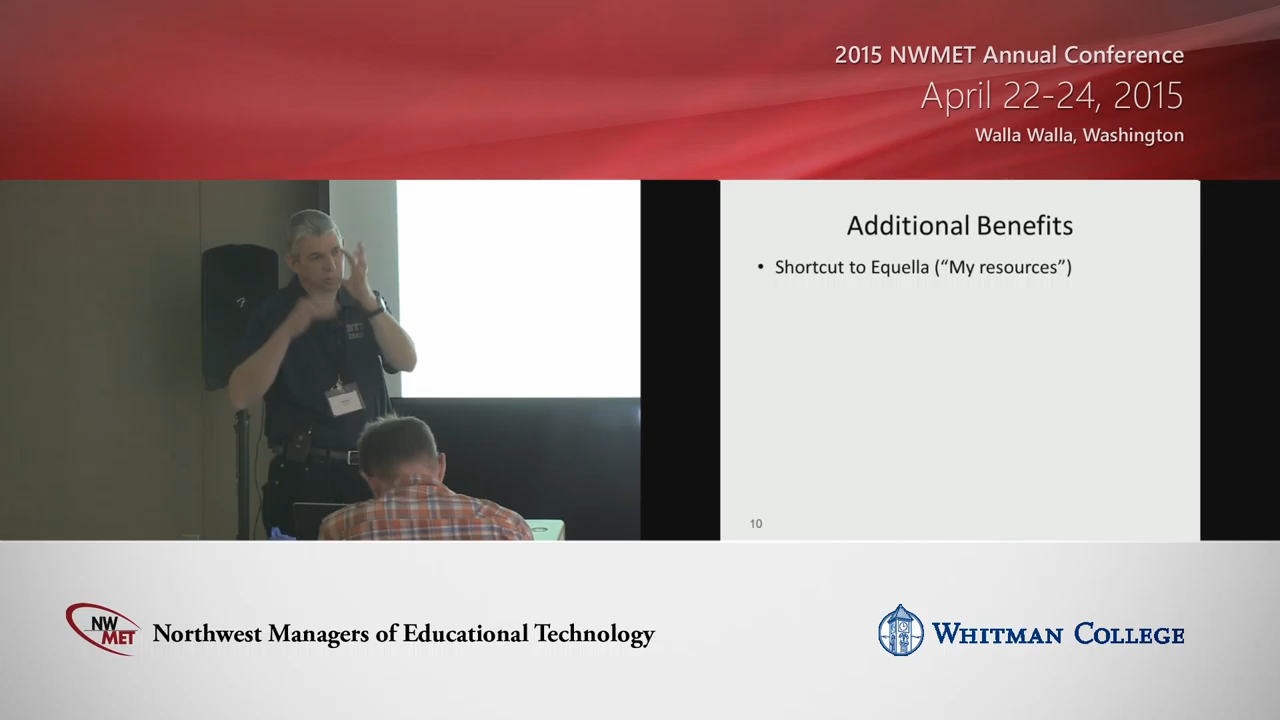 2015 NWMET Annual Conference
April 22-24, 2015
Walla Walla, Washington
Additional Benefits
• Shortcut to Equella (“My resources”)
10
NW
MET
Northwest Managers of Educational Technology
WHITMAN COLLEGE